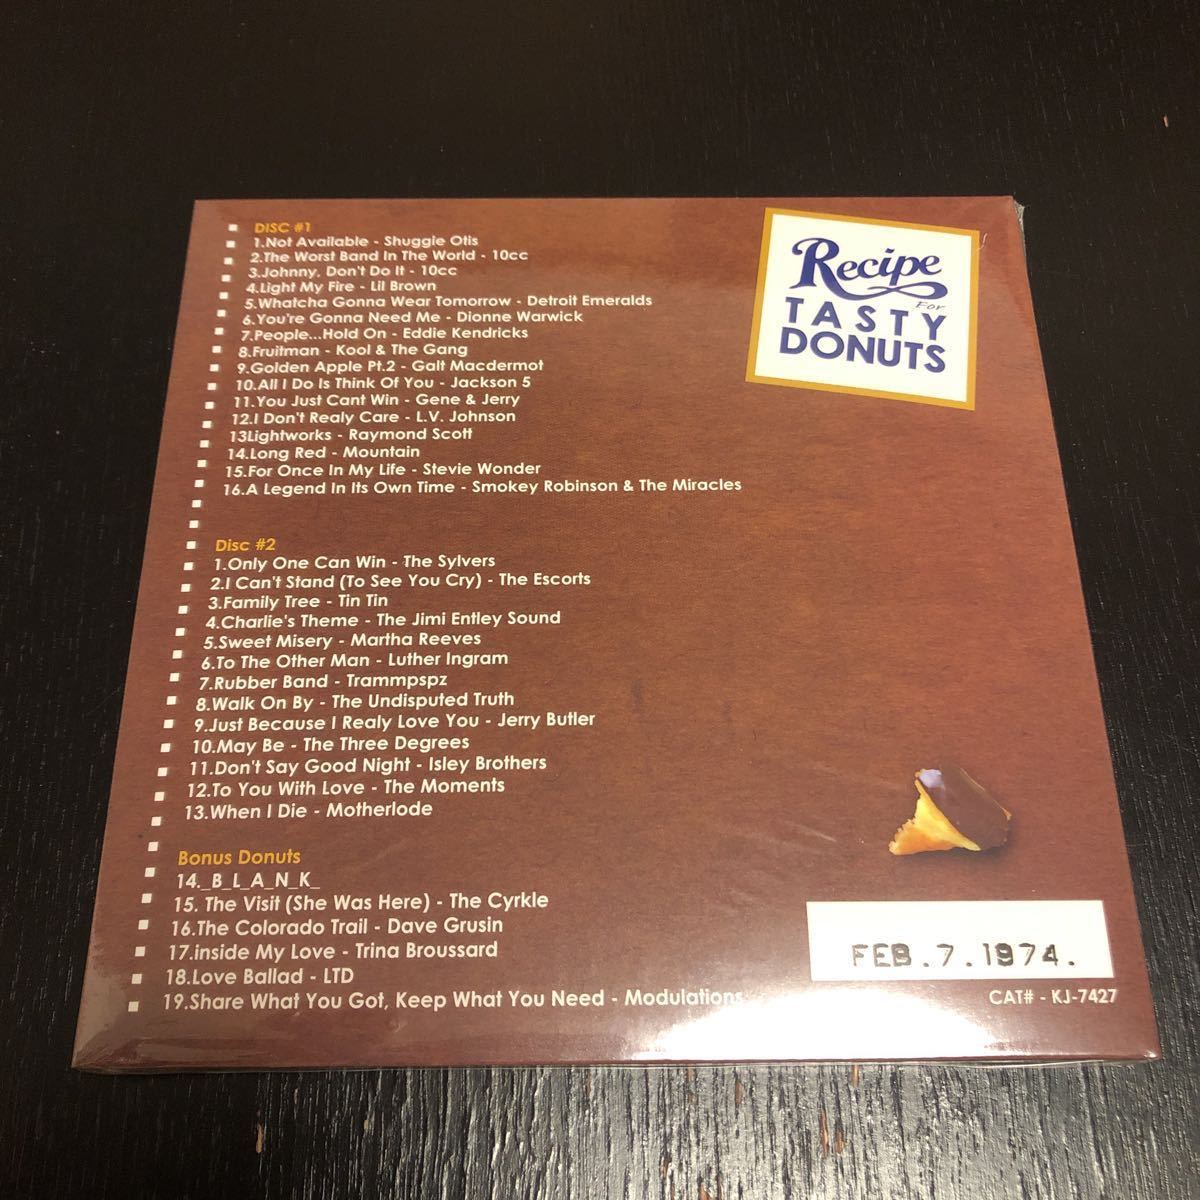 DISC #1
1.Not Available - Shuggie Otis
2.The Worst Band In The World - 10cc
3.Johnny, Don't Do It - 10cc
4.Light My Fire - Lil Brown
5.Whatcha Gonna Wear Tomorrow - Detroit Emeralds
6.You're Gonna Need Me - Dionne Warwick
7.People...Hold On - Eddie Kendricks
8.Fruitman - Kool & The Gang
9.Golden Apple Pt.2 - Galt Macdermot
10.All I Do Is Think Of You - Jackson 5
11.You Just Cant Win - Gene & Jerry
12.I Don't Realy Care - L.V. Johnson
13Lightworks - Raymond Scott
14.Long Red - Mountain
15.For Once In My Life - Stevie Wonder
16.A Legend In Its Own Time - Smokey Robinson & The Miracles
Disc #2
1.Only One Can Win - The Sylvers
2.I Can't Stand (To See You Cry) - The Escorts
3.Family Tree - Tin Tin
4.Charlie's Theme - The Jimi Entley Sound
5.Sweet Misery - Martha Reeves
6.To The Other Man - Luther Ingram
7.Rubber Band - Trammpspz
8.Walk On By - The Undisputed Truth
9.Just Because I Realy Love You - Jerry Butler
10.May Be - The Three Degrees
11.Don't Say Good Night - Isley Brothers
12.To You With Love - The Moments
13.When I Die - Motherlode
Bonus Donuts
14._B_L_A_N_K_
15. The Visit (She Was Here) - The Cyrkle
16.The Colorado Trail - Dave Grusin
17.inside My Love - Trina Broussard
18.Love Ballad - LTD
19.Share What You Got, Keep What You Need - Modulations
Recipe
For
TASTY
DONUTS
FEB.7.1974.
CAT# - KJ-7427